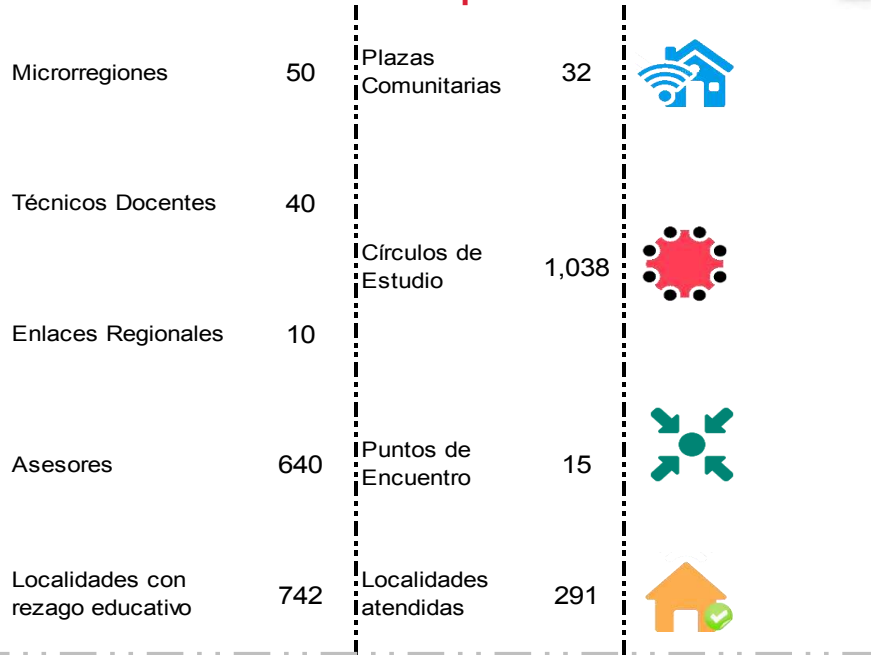 Microrregiones 50
Plazas
Comunitarias 32
Técnicos Docentes 40
Círculos de
Estudio 1,038
Enlaces Regionales 10
Asesores 640
Puntos de
Encuentro 15
Localidades con
rezago educativo 742
Localidades
atendidas 291